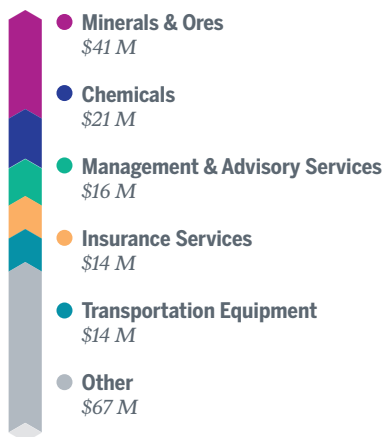 Minerals & Ores
$41 M
Chemicals
$21 M
Management & Advisory Services
$16 M
Insurance Services
$14 M
Transportation Equipment
$14 M
Other
$67 M